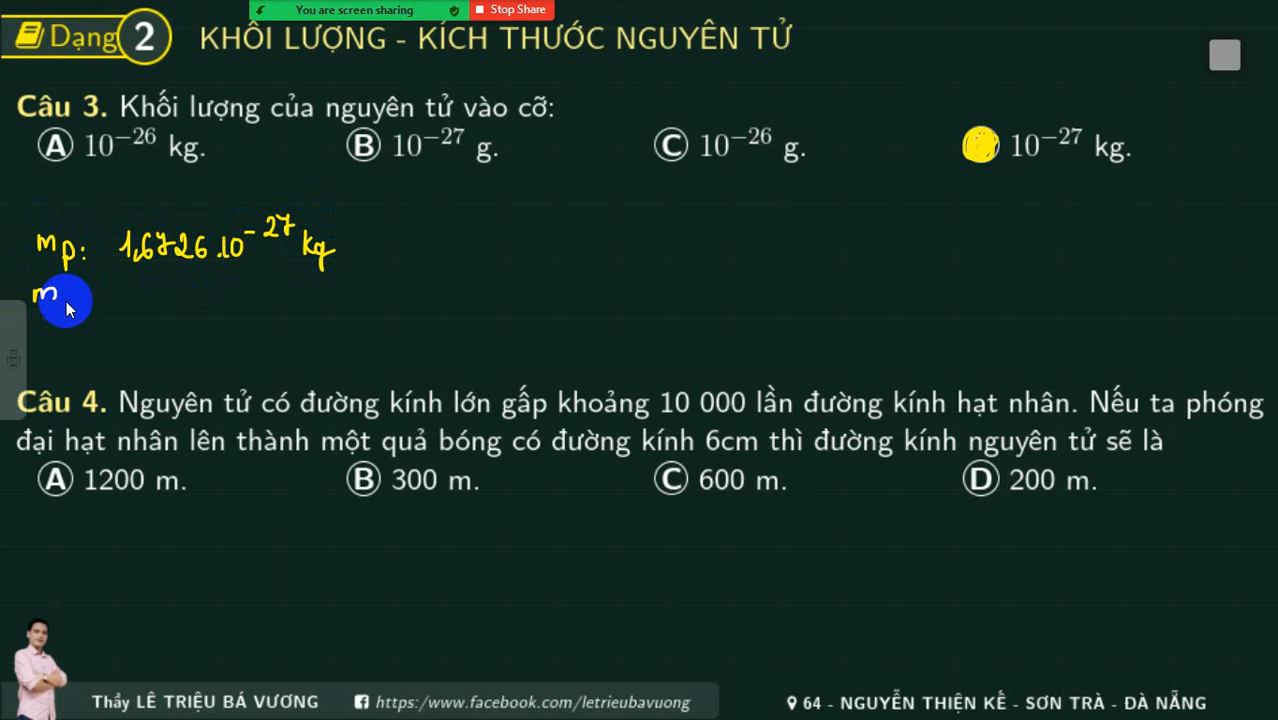 You are screen sharing Stop Share
Dạng 2 KHỐI LƯỢNG - KÍCH THƯỚC NGUYÊN TỬ
Câu 3. Khối lượng của nguyên tử vào cỡ:
A 10⁻²⁶ kg. B 10⁻²⁷ g. C 10⁻²⁶ g. 10⁻²⁷ kg.
mp: 1,6726.10⁻²⁷ kg
m
Câu 4. Nguyên tử có đường kính lớn gấp khoảng 10 000 lần đường kính hạt nhân. Nếu ta phóng
đại hạt nhân lên thành một quả bóng có đường kính 6cm thì đường kính nguyên tử sẽ là
A 1200 m. B 300 m. C 600 m. D 200 m.
Thầy LÊ TRIỆU BÁ VƯƠNG https://www.facebook.com/letrieubavuong 64 - NGUYỄN THIỆN KẾ - SƠN TRÀ - ĐÀ NẴNG